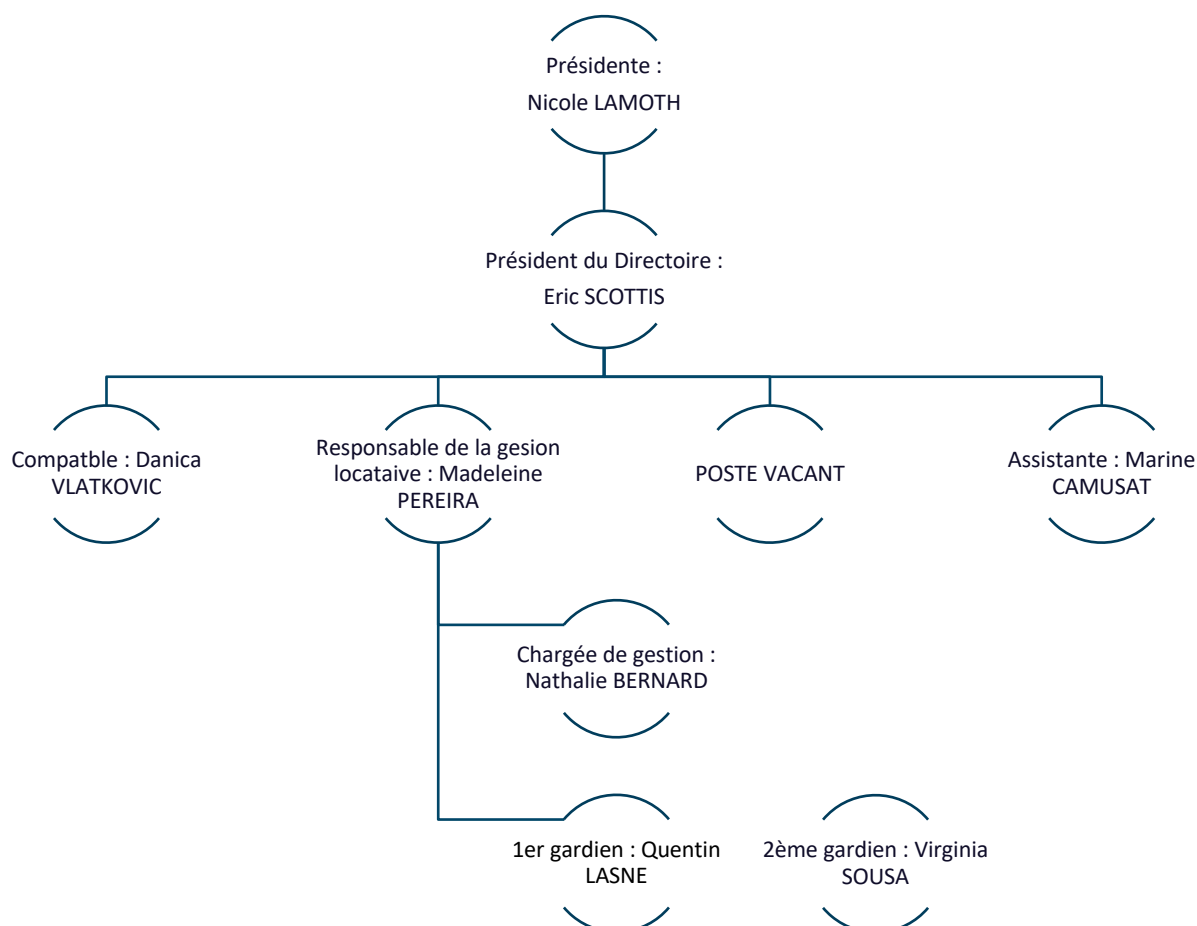 Présidente :
Nicole LAMOTH
Président du Directoire :
Eric SCOTTIS
Compatble : Danica
VLATKOVIC
Responsable de la gesion
locataive : Madeleine
PEREIRA
POSTE VACANT
Assistante : Marine
CAMUSAT
Chargée de gestion :
Nathalie BERNARD
1er gardien : Quentin
LASNE
2ème gardien : Virginia
SOUSA